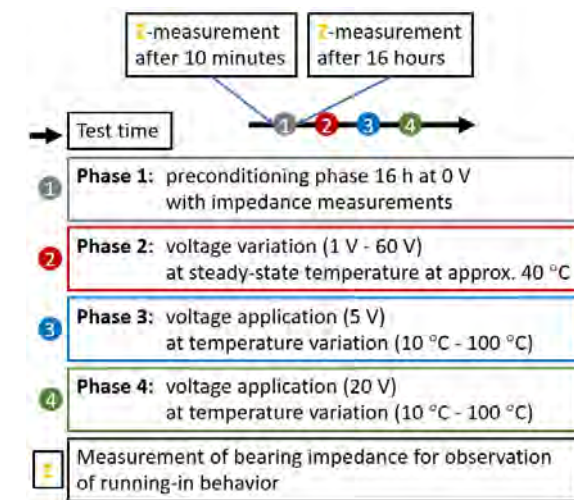 Z-measurement after 10 minutes
Z-measurement after 16 hours
Test time
1 2 3 4
1 Phase 1: preconditioning phase 16 h at 0 V
with impedance measurements
2 Phase 2: voltage variation (1 V - 60 V)
at steady-state temperature at approx. 40 °C
3 Phase 3: voltage application (5 V)
at temperature variation (10 °C - 100 °C)
4 Phase 4: voltage application (20 V)
at temperature variation (10 °C - 100 °C)
Z Measurement of bearing impedance for observation
of running-in behavior